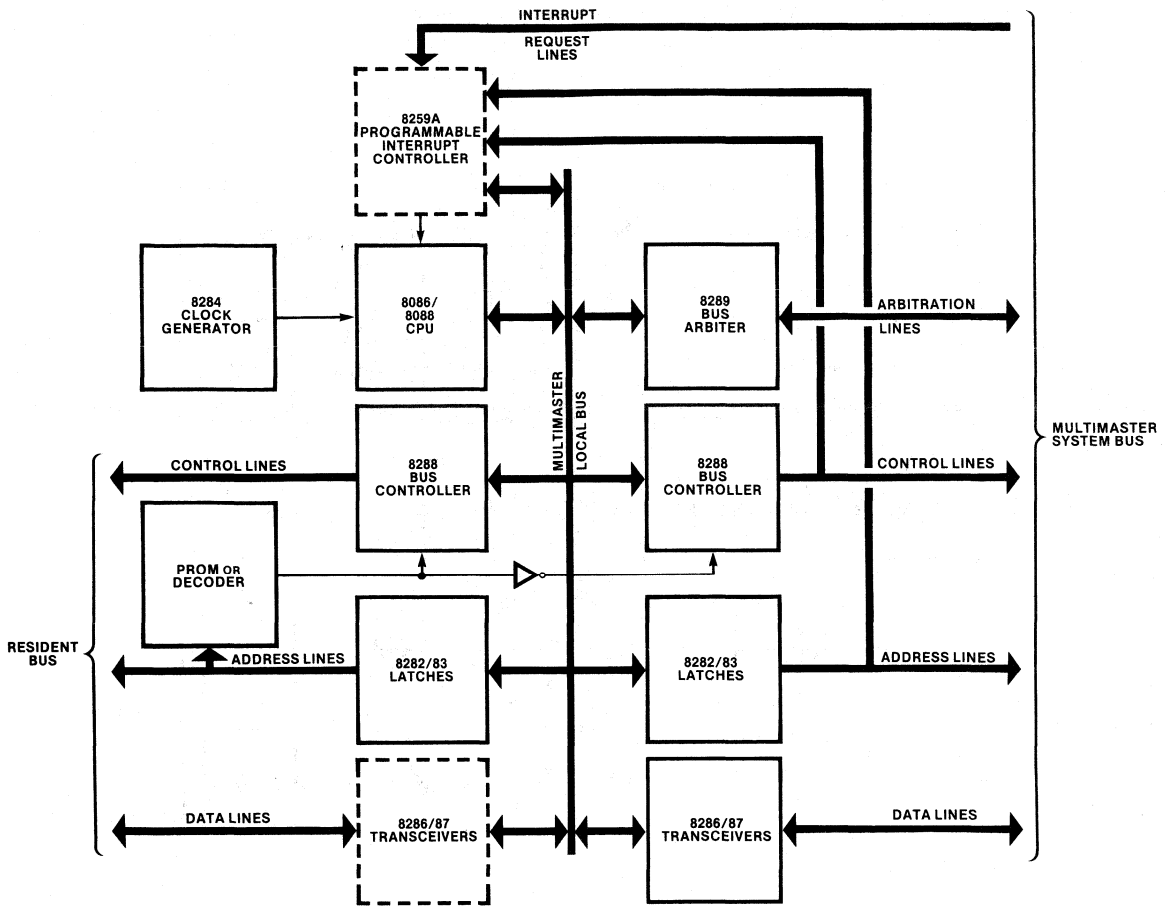 INTERRUPT
REQUEST
LINES
8259A
PROGRAMMABLE
INTERRUPT
CONTROLLER
8284
CLOCK
GENERATOR
8086/
8088
CPU
8289
BUS
ARBITER
ARBITRATION
LINES
MULTIMASTER
LOCAL BUS
MULTIMASTER
SYSTEM BUS
CONTROL LINES
8288
BUS
CONTROLLER
8288
BUS
CONTROLLER
CONTROL LINES
PROM OR
DECODER
RESIDENT
BUS
ADDRESS LINES
8282/83
LATCHES
8282/83
LATCHES
ADDRESS LINES
DATA LINES
8286/87
TRANSCEIVERS
8286/87
TRANSCEIVERS
DATA LINES